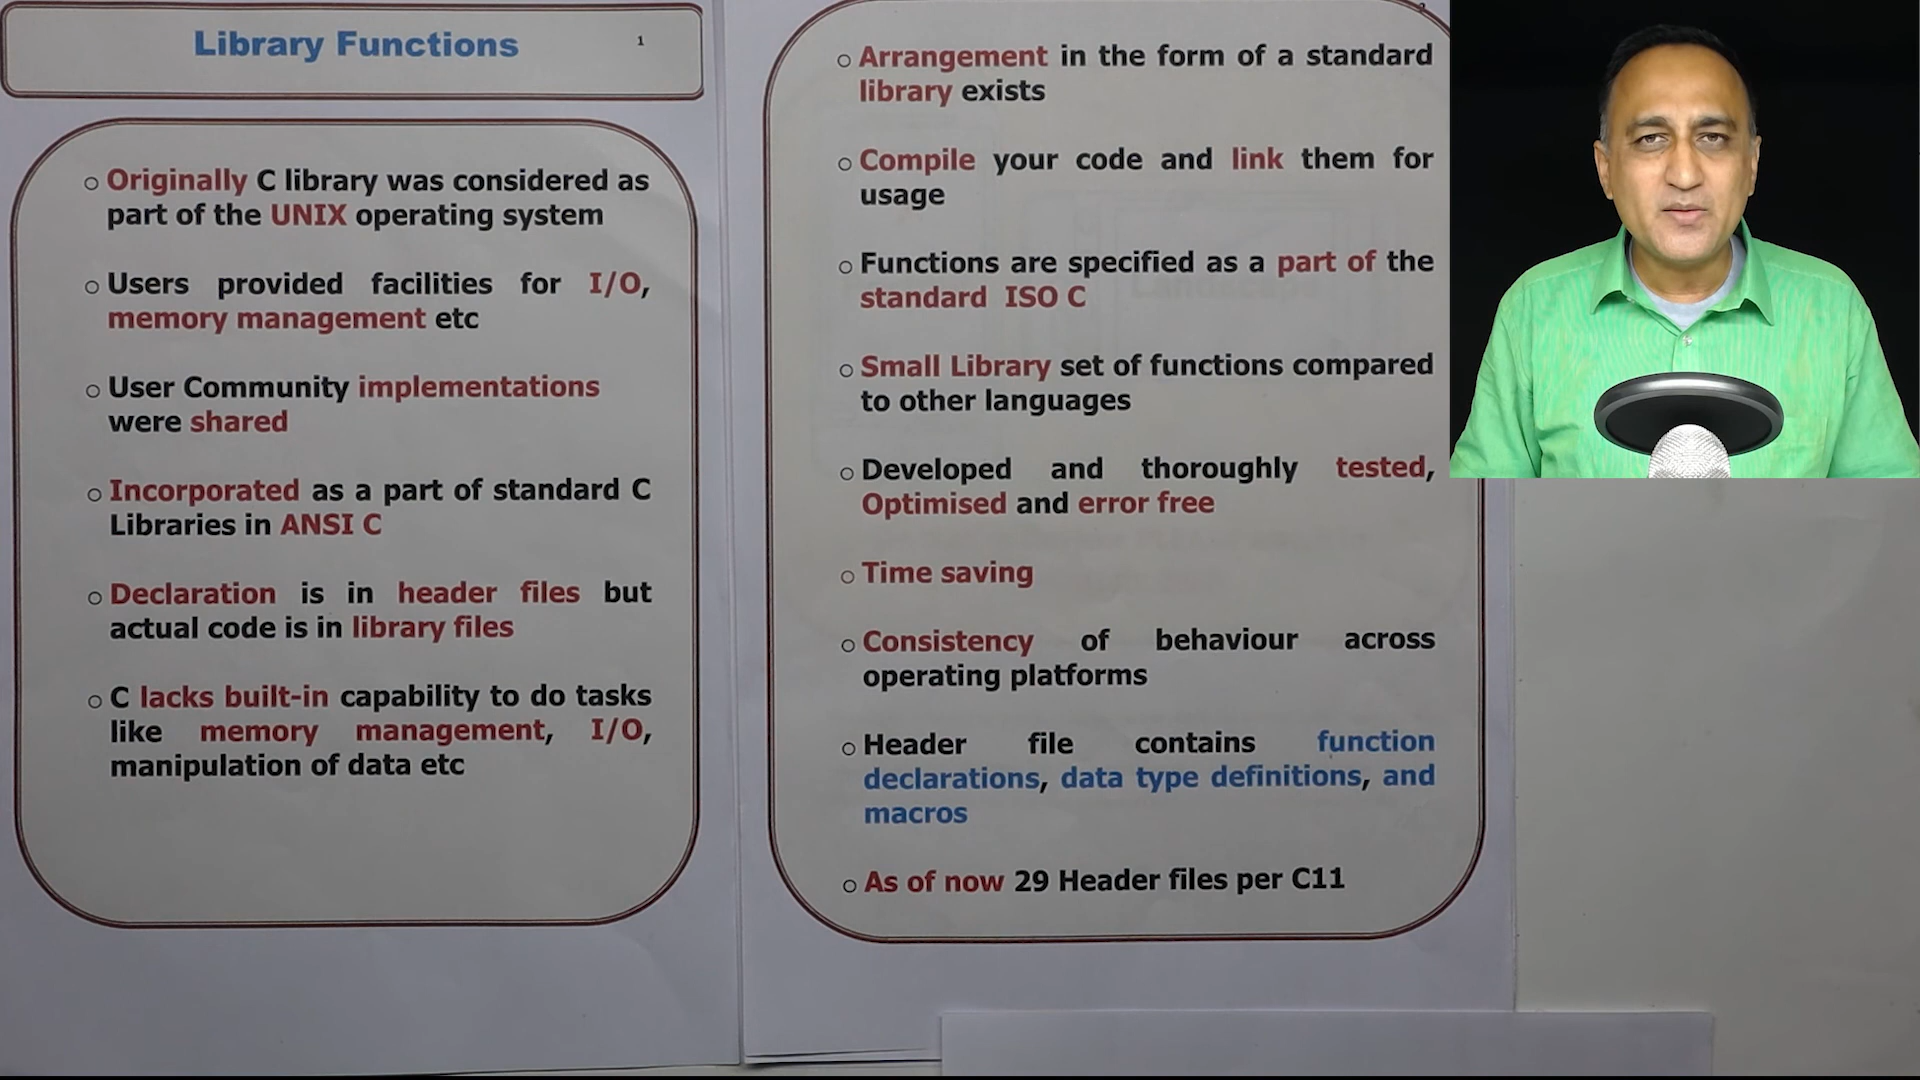 Library Functions
1
○ Originally C library was considered as
part of the UNIX operating system
○ Users provided facilities for I/O,
memory management etc
○ User Community implementations
were shared
○ Incorporated as a part of standard C
Libraries in ANSI C
○ Declaration is in header files but
actual code is in library files
○ C lacks built-in capability to do tasks
like memory management, I/O,
manipulation of data etc
○ Arrangement in the form of a standard
library exists
○ Compile your code and link them for
usage
○ Functions are specified as a part of the
standard ISO C
○ Small Library set of functions compared
to other languages
○ Developed and thoroughly tested,
Optimised and error free
○ Time saving
○ Consistency of behaviour across
operating platforms
○ Header file contains function
declarations, data type definitions, and
macros
○ As of now 29 Header files per C11